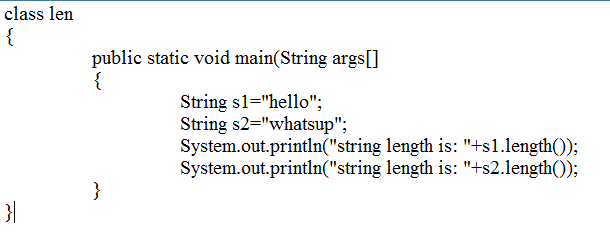 class len
{
public static void main(String args[]
{
String s1="hello";
String s2="whatsup";
System.out.println("string length is: "+s1.length());
System.out.println("string length is: "+s2.length());
}
}